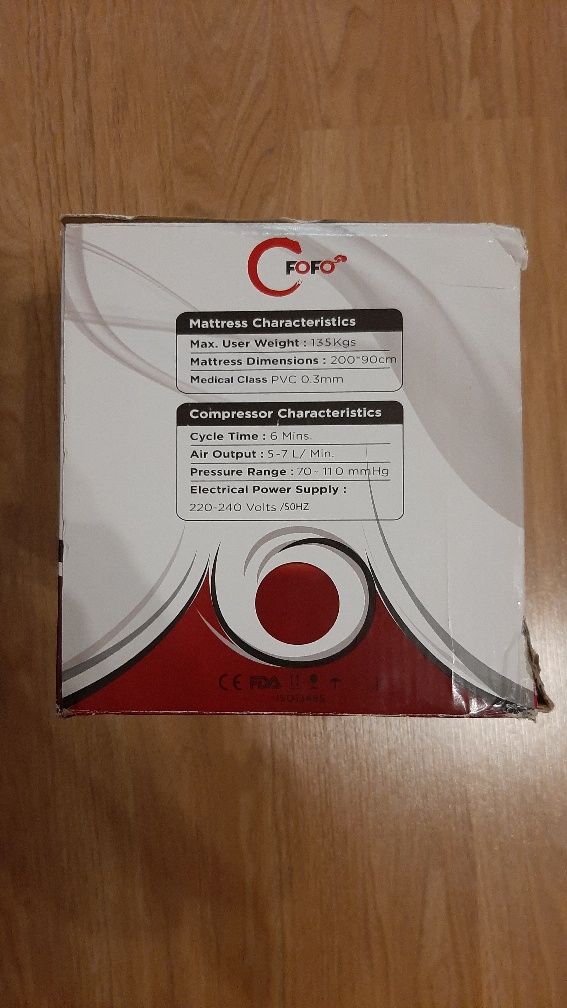 FOFO
Mattress Characteristics
Max. User Weight : 135Kgs
Mattress Dimensions : 200*90cm
Medical Class PVC 0.3mm
Compressor Characteristics
Cycle Time : 6 Mins.
Air Output : 5-7 L/ Min.
Pressure Range : 70~110 mmHg
Electrical Power Supply :
220-240 Volts /50HZ
CE FDA
ISO13485